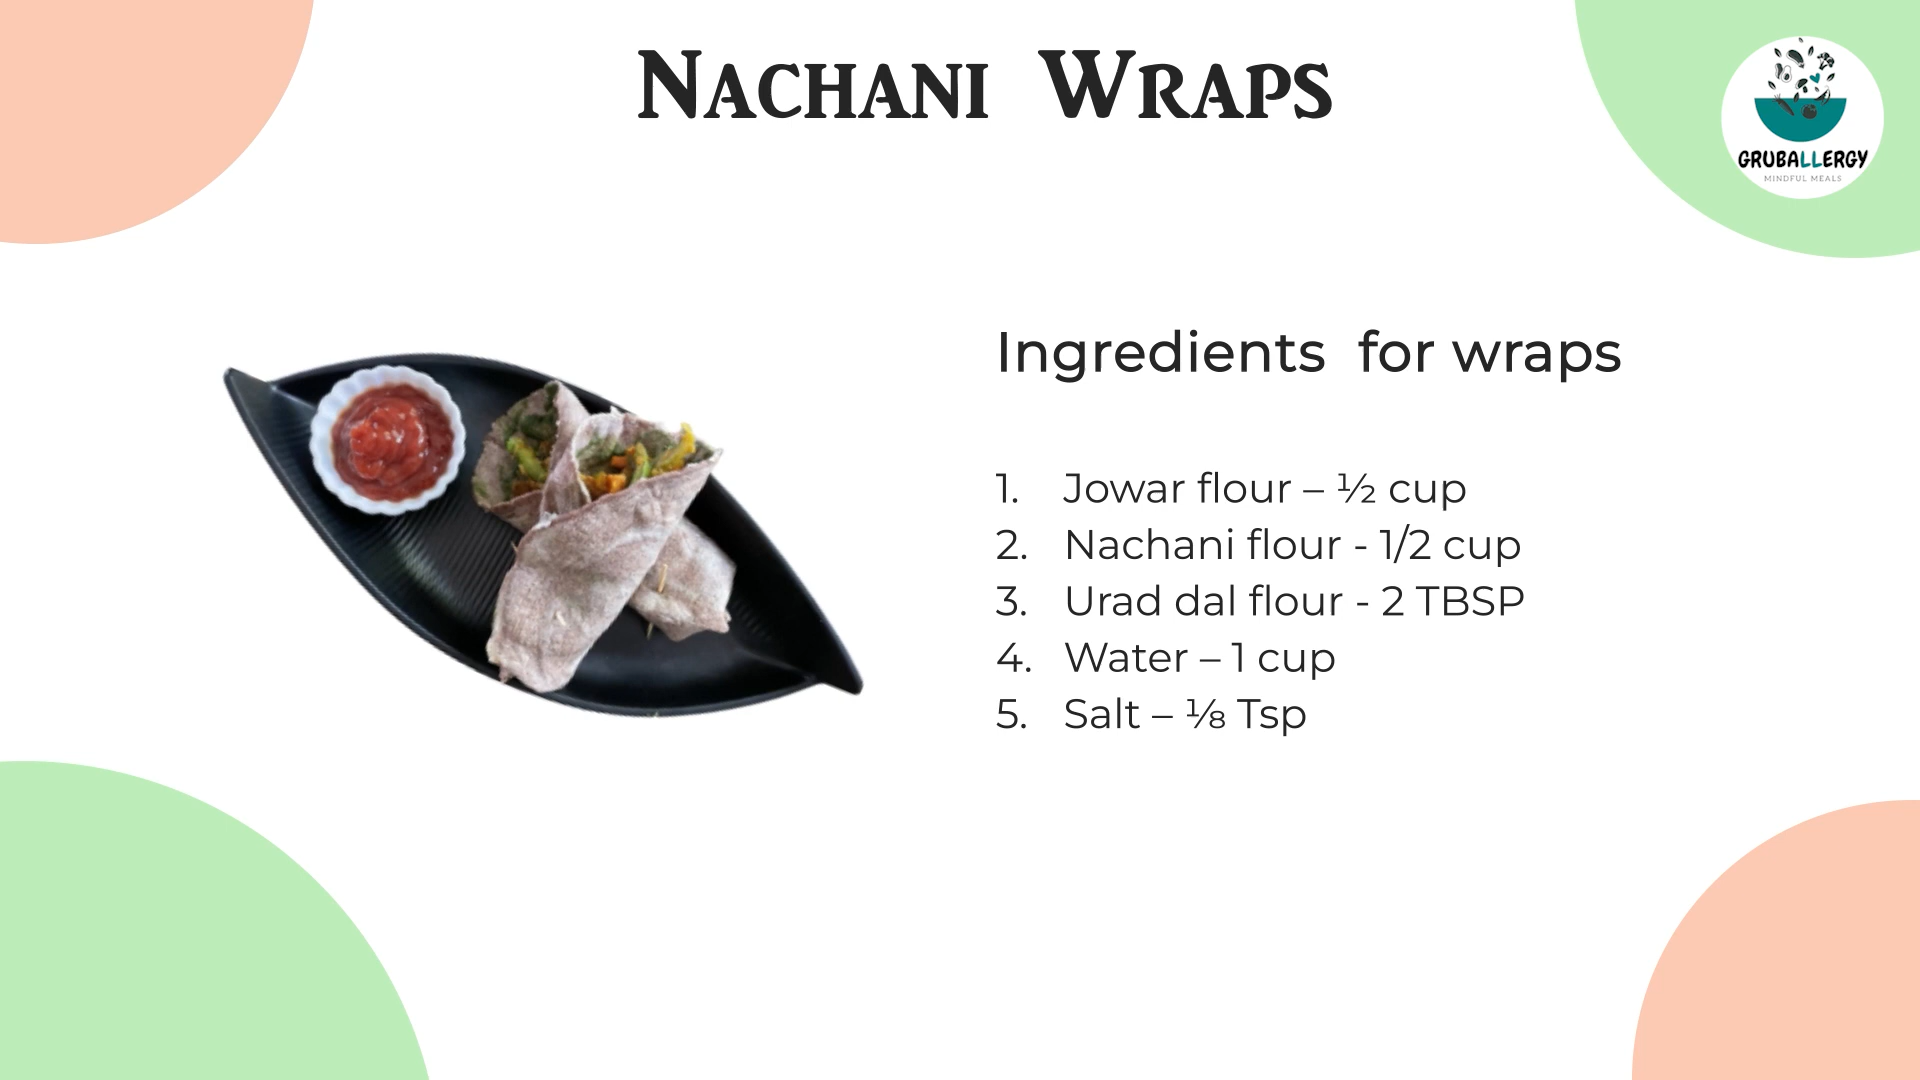 Nachani Wraps
GRUBALLERGY
MINDFUL MEALS
Ingredients for wraps
1. Jowar flour – ½ cup
2. Nachani flour - 1/2 cup
3. Urad dal flour - 2 TBSP
4. Water – 1 cup
5. Salt – ⅛ Tsp